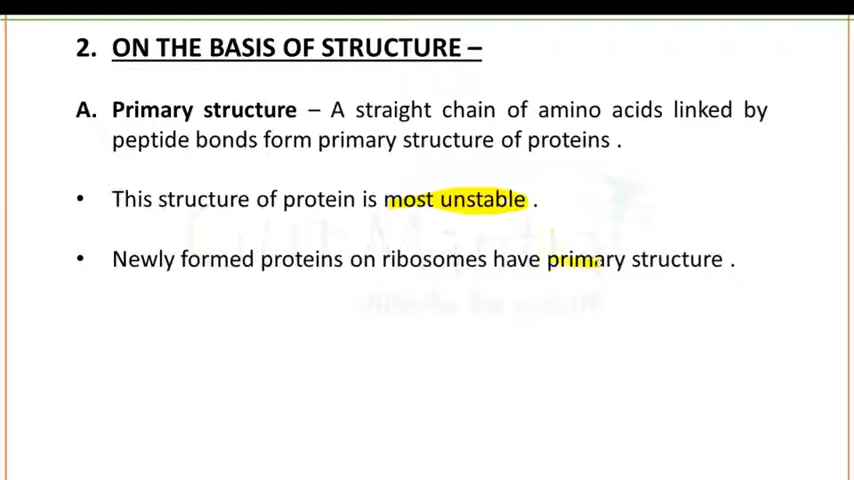 2. ON THE BASIS OF STRUCTURE –
A. Primary structure – A straight chain of amino acids linked by
peptide bonds form primary structure of proteins .
• This structure of protein is most unstable .
• Newly formed proteins on ribosomes have primary structure .